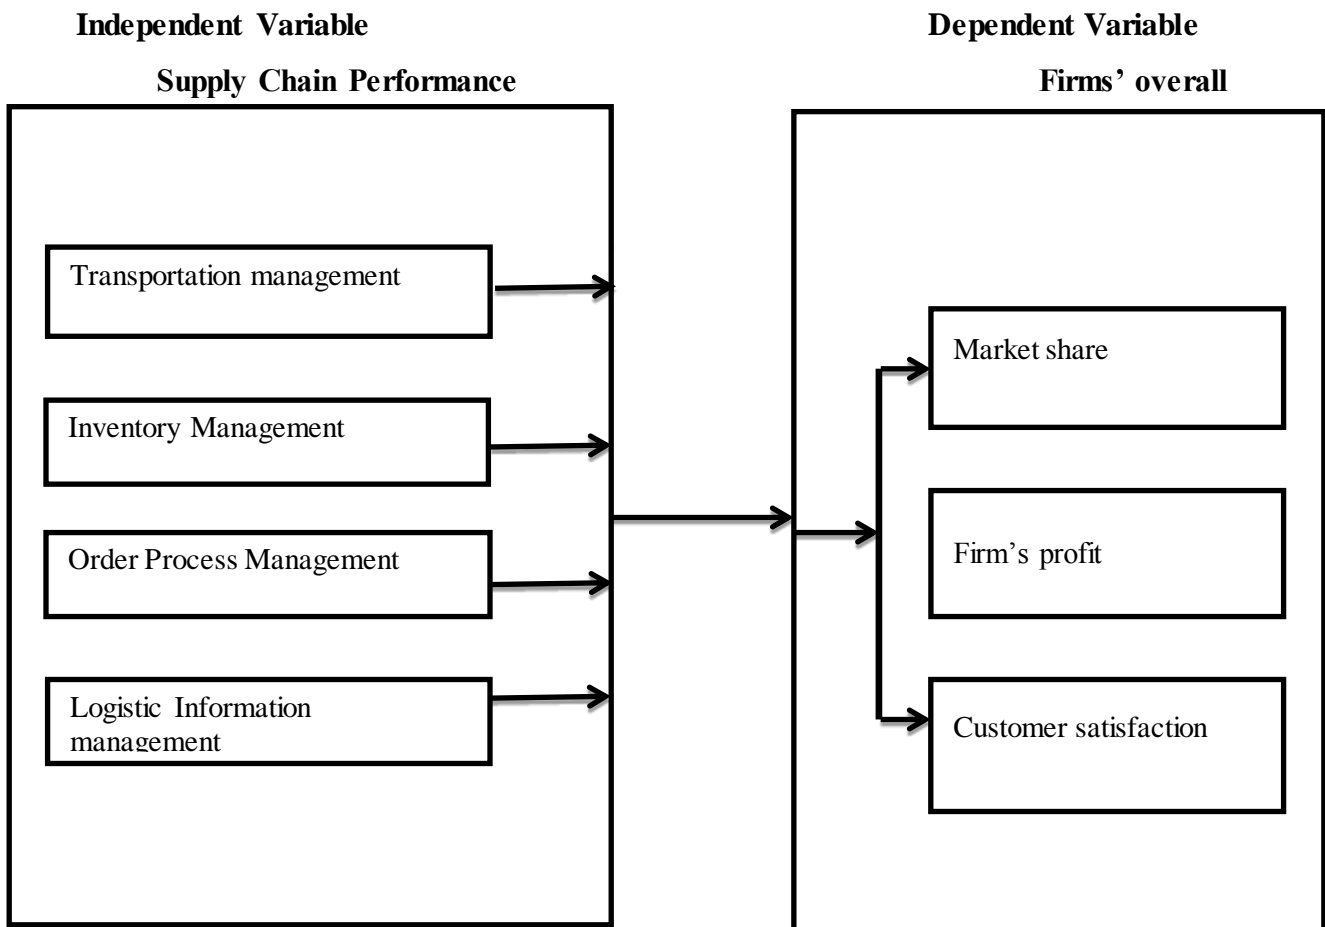 Independent Variable
Dependent Variable
Supply Chain Performance
Firms’ overall
Transportation management
Inventory Management
Order Process Management
Logistic Information
management
Market share
Firm’s profit
Customer satisfaction